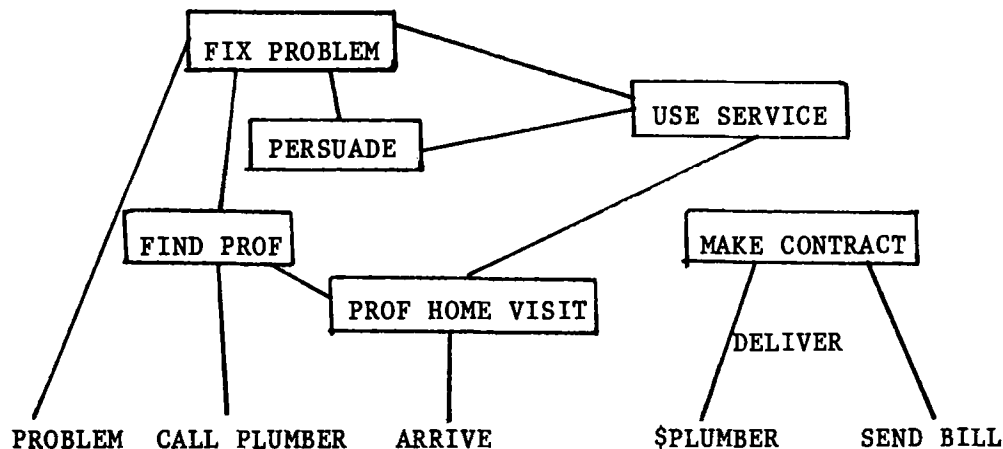 FIX PROBLEM
USE SERVICE
PERSUADE
FIND PROF
MAKE CONTRACT
PROF HOME VISIT
DELIVER
PROBLEM CALL PLUMBER ARRIVE $PLUMBER SEND BILL